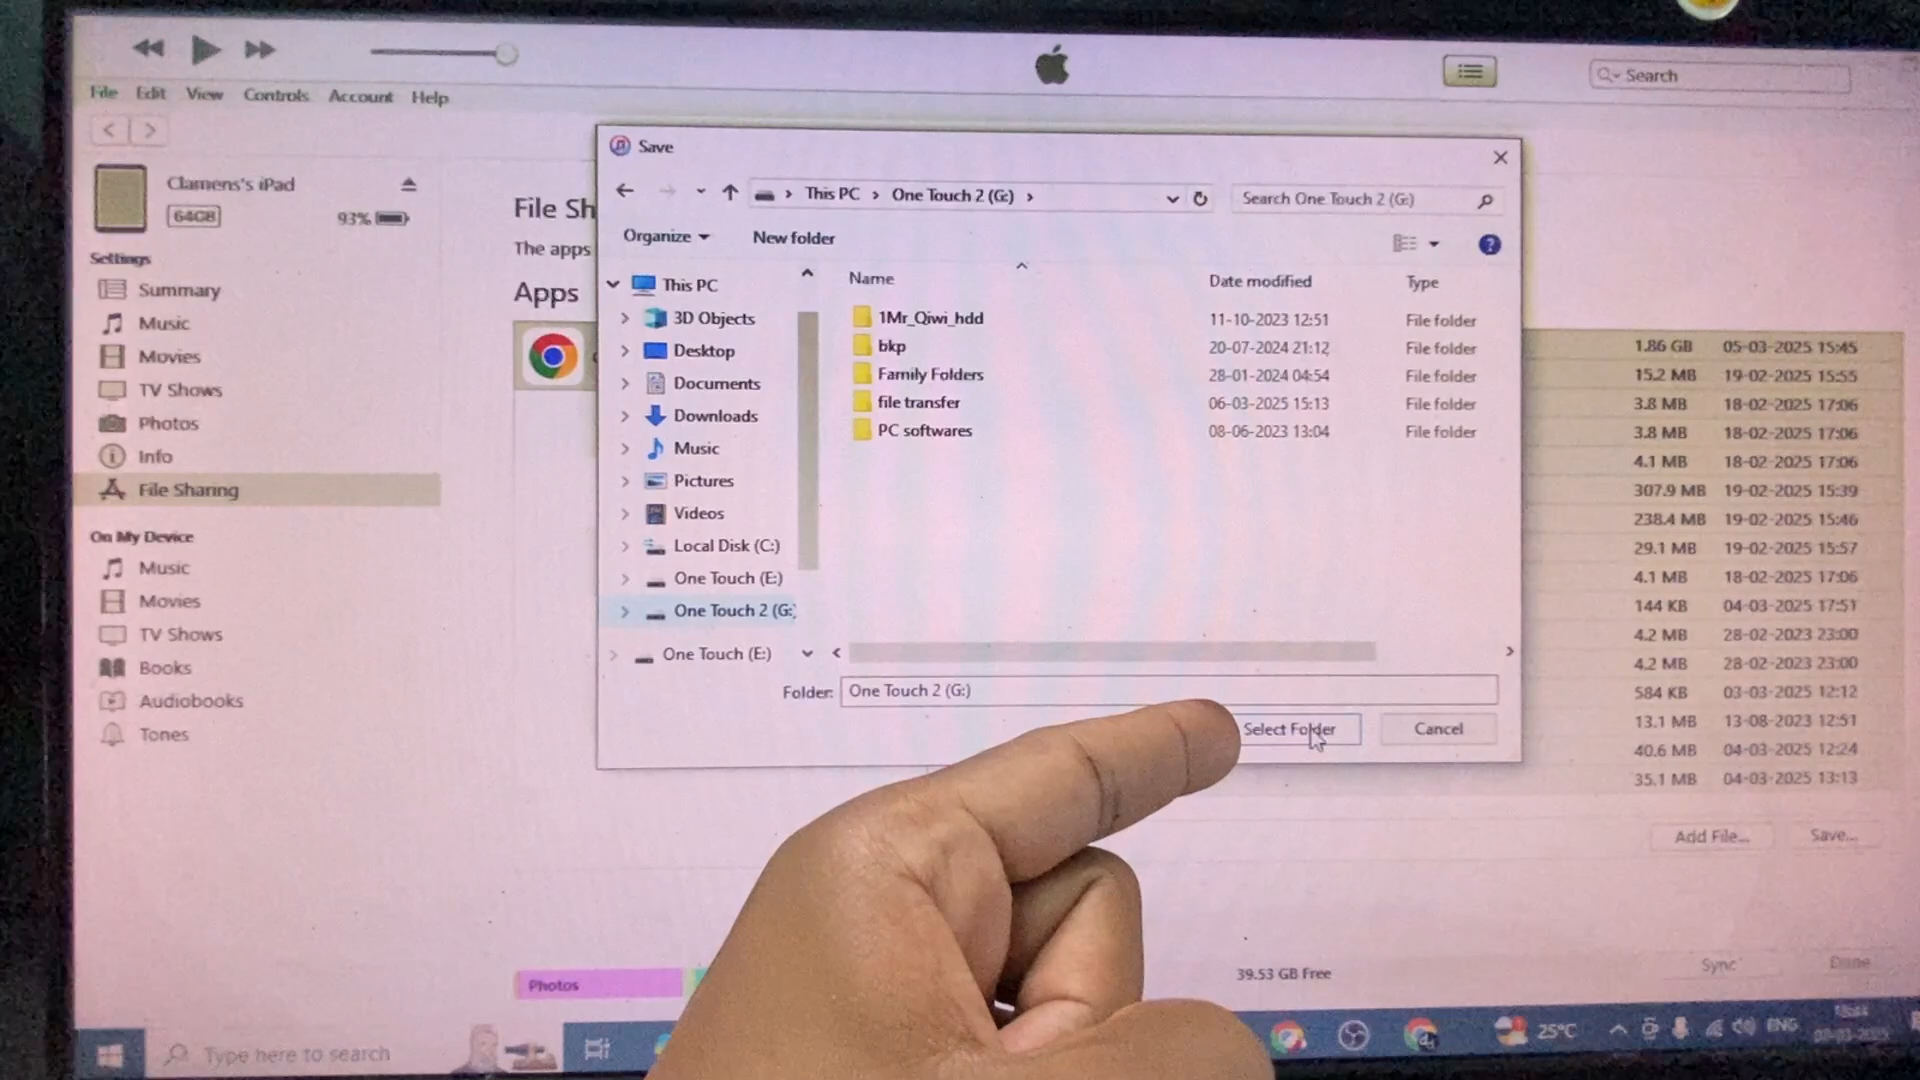 Search
File Edit View Controls Account Help
Clamens's iPad
64GB
93%
Settings
Summary
Music
Movies
TV Shows
Photos
Info
File Sharing
On My Device
Music
Movies
TV Shows
Books
Audiobooks
Tones
File Sh
The apps
Apps
Save
This PC > One Touch 2 (G:) >
Search One Touch 2 (G:)
Organize
New folder
This PC
3D Objects
Desktop
Documents
Downloads
Music
Pictures
Videos
Local Disk (C:)
One Touch (E:)
One Touch 2 (G:)
One Touch (E:)
Name Date modified Type
1Mr_Qiwi_hdd 11-10-2023 12:51 File folder
bkp 20-07-2024 21:12 File folder
Family Folders 28-01-2024 04:54 File folder
file transfer 06-03-2025 15:13 File folder
PC softwares 08-06-2023 13:04 File folder
Folder: One Touch 2 (G:)
Select Folder
Cancel
1.86 GB 05-03-2025 15:45
15.2 MB 19-02-2025 15:55
3.8 MB 18-02-2025 17:06
3.8 MB 18-02-2025 17:06
4.1 MB 18-02-2025 17:06
307.9 MB 19-02-2025 15:39
238.4 MB 19-02-2025 15:46
29.1 MB 19-02-2025 15:57
4.1 MB 18-02-2025 17:06
144 KB 04-03-2025 17:51
4.2 MB 28-02-2023 23:00
4.2 MB 28-02-2023 23:00
584 KB 03-03-2025 12:12
13.1 MB 13-08-2023 12:51
40.6 MB 04-03-2025 12:24
35.1 MB 04-03-2025 13:13
Add File...
Save...
Photos
39.53 GB Free
Sync
Done
Type here to search
25°C
ENG